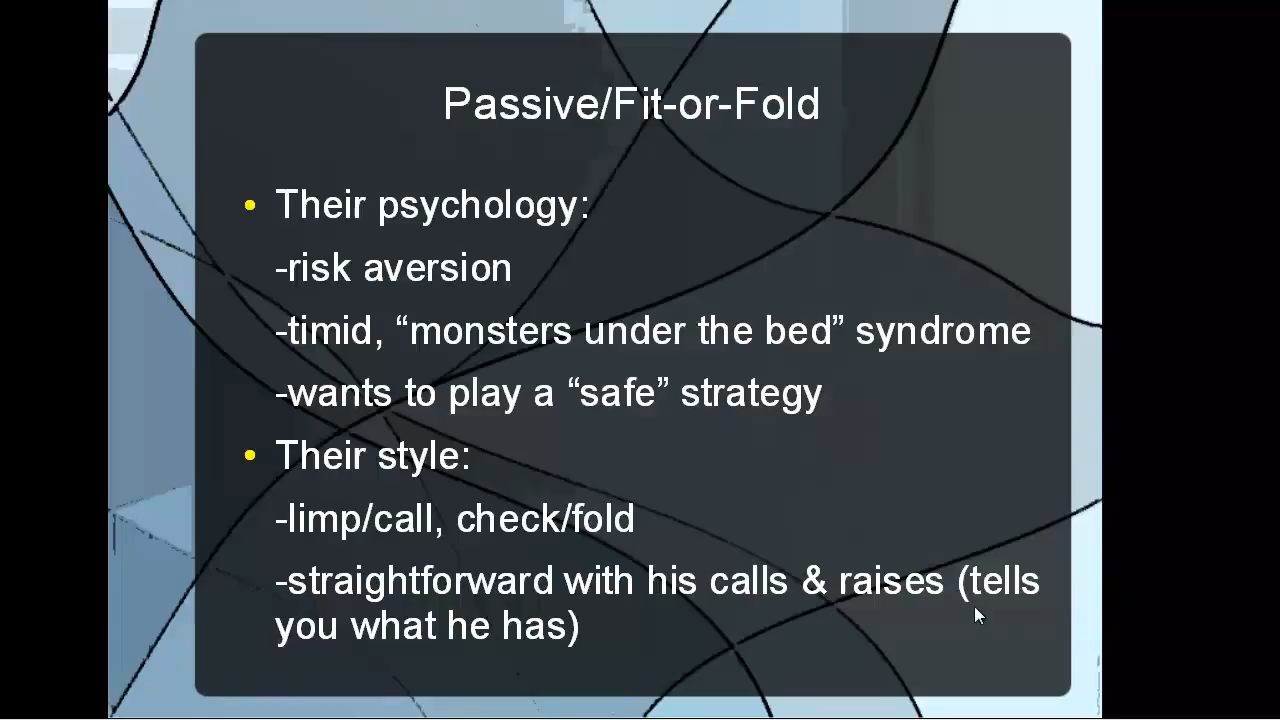 Passive/Fit-or-Fold
• Their psychology:
-risk aversion
-timid, “monsters under the bed” syndrome
-wants to play a “safe” strategy
• Their style:
-limp/call, check/fold
-straightforward with his calls & raises (tells
you what he has)